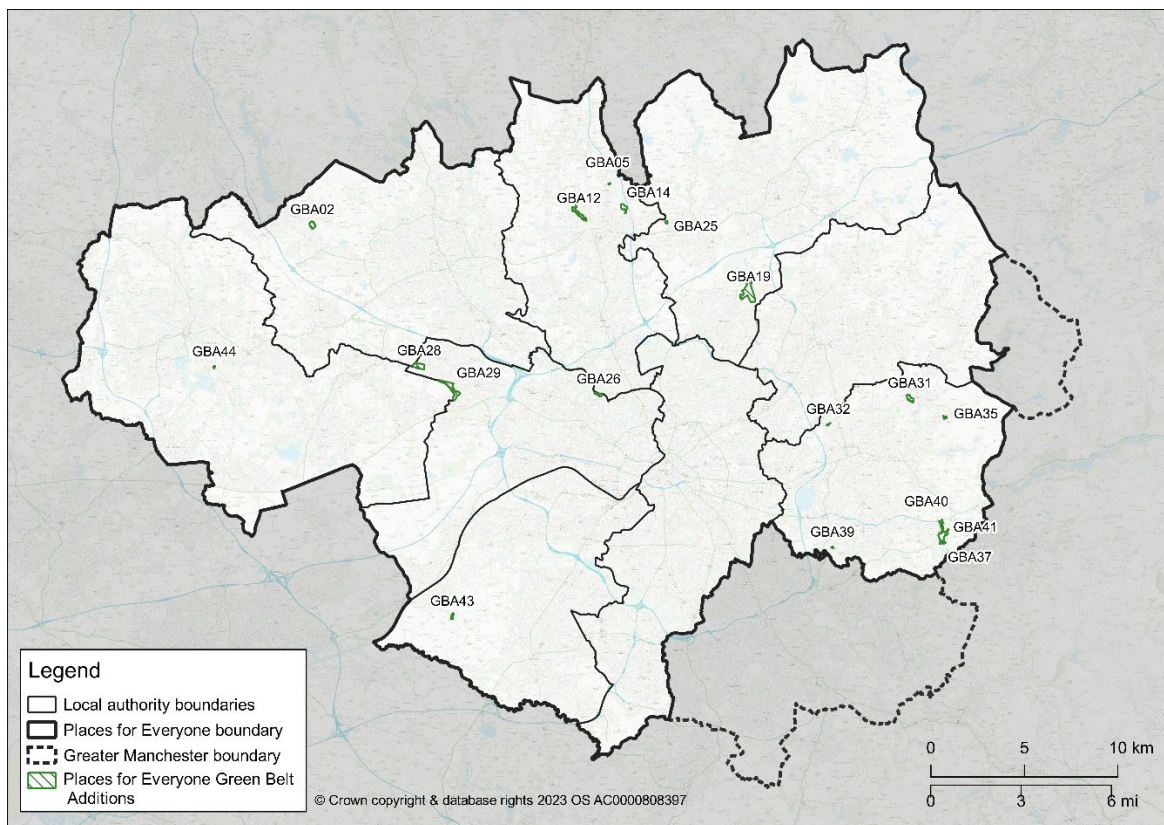 GBA05
GBA12
GBA14
GBA02
GBA25
GBA19
GBA28
GBA44
GBA29
GBA26
GBA31
GBA32
GBA35
GBA40
GBA41
GBA39
GBA37
GBA43
Legend
Local authority boundaries
Places for Everyone boundary
Greater Manchester boundary
Places for Everyone Green Belt
Additions
© Crown copyright & database rights 2023 OS AC0000808397
0 5 10 km
0 3 6 mi